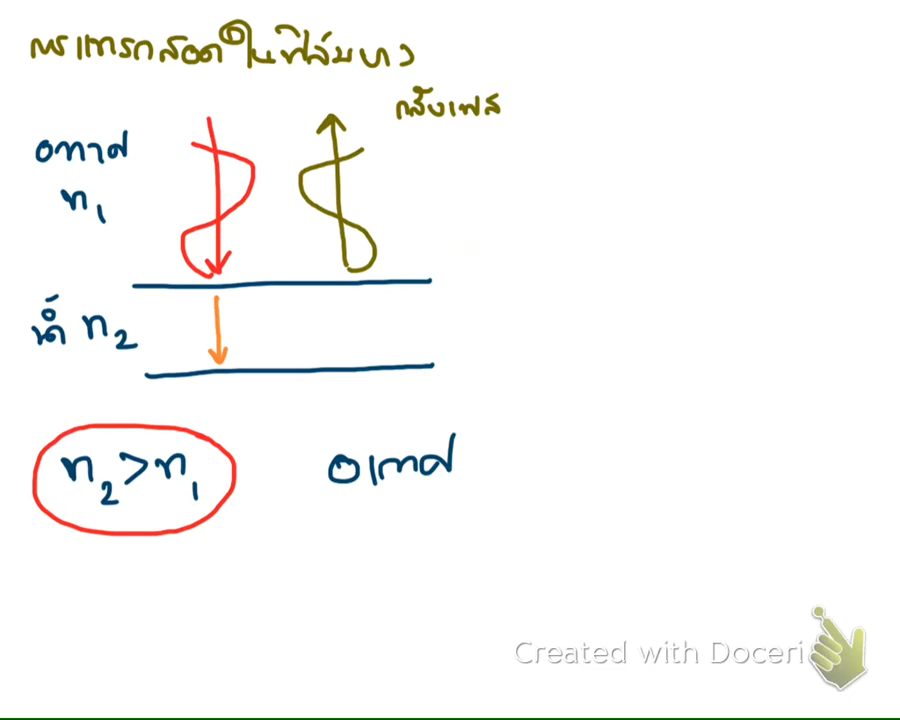 การแทรกสอดในฟิล์มบาง
กลับเฟส
อากาศ
n₁
น้ำ n₂
n₂ > n₁
อากาศ
Created with Doceri